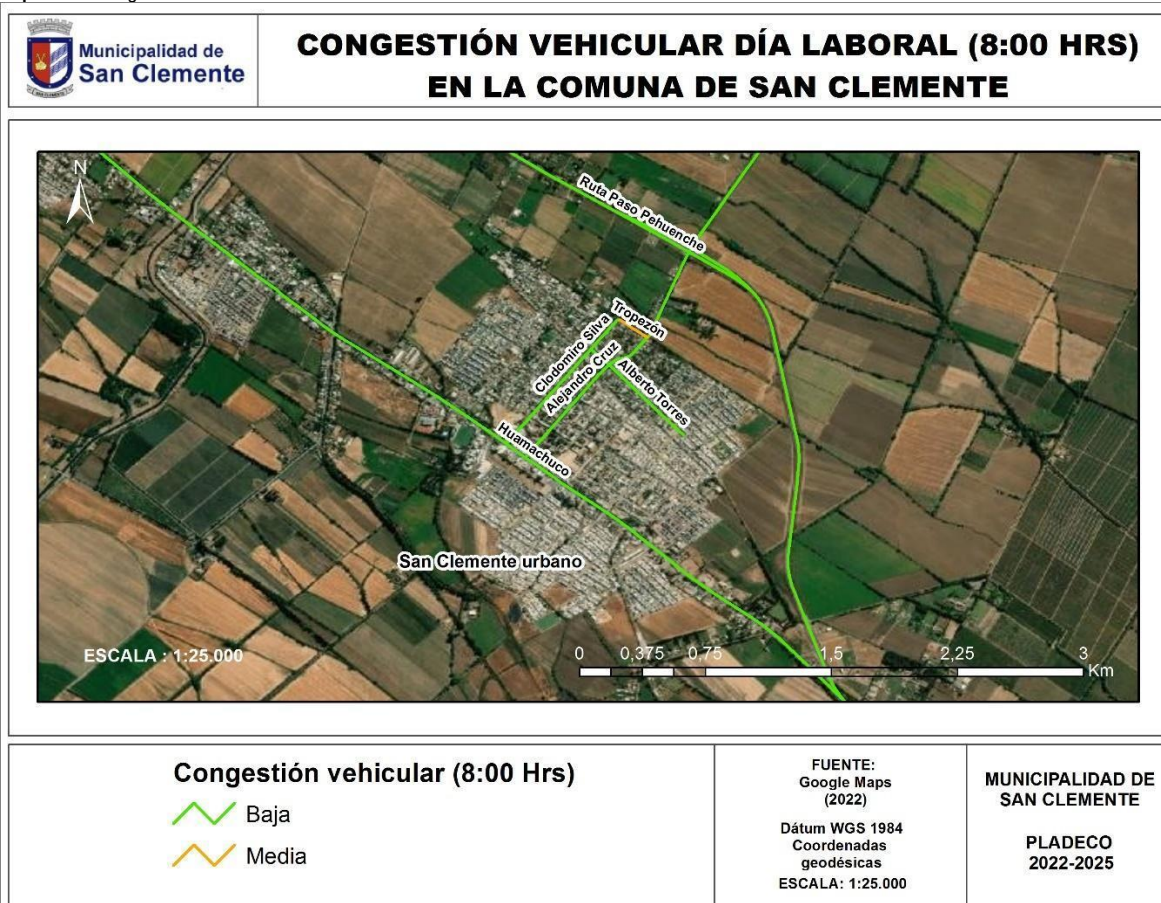 Municipalidad de
San Clemente
CONGESTIÓN VEHICULAR DÍA LABORAL (8:00 HRS)
EN LA COMUNA DE SAN CLEMENTE
N
Ruta Paso Pehuenche
Tropezón
Clodomiro Silva
Alejandro Cruz
Alberto Torres
Huamachuco
San Clemente urbano
ESCALA : 1:25.000
0 0,375 0,75 1,5 2,25 3
Km
Congestión vehicular (8:00 Hrs)
Baja
Media
FUENTE:
Google Maps
(2022)
Dátum WGS 1984
Coordenadas
geodésicas
ESCALA: 1:25.000
MUNICIPALIDAD DE
SAN CLEMENTE
PLADECO
2022-2025